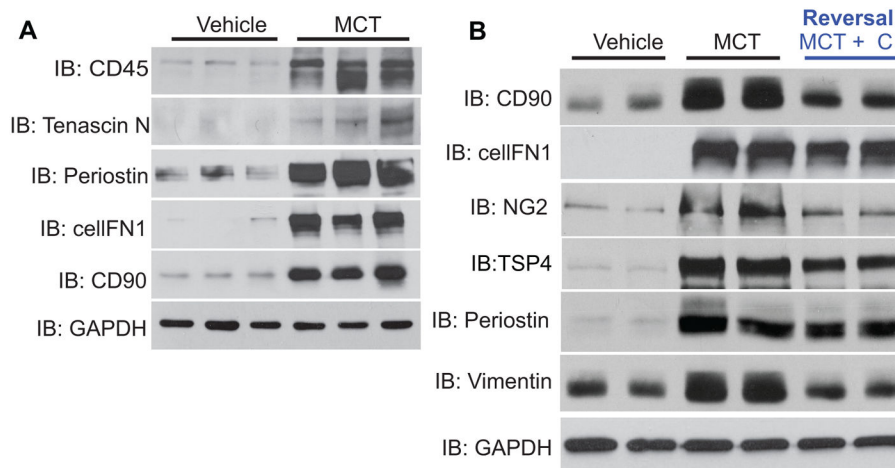 A
Vehicle MCT
IB: CD45
IB: Tenascin N
IB: Periostin
IB: cellFN1
IB: CD90
IB: GAPDH
B
Reversal
Vehicle MCT MCT + C
IB: CD90
IB: cellFN1
IB: NG2
IB:TSP4
IB: Periostin
IB: Vimentin
IB: GAPDH